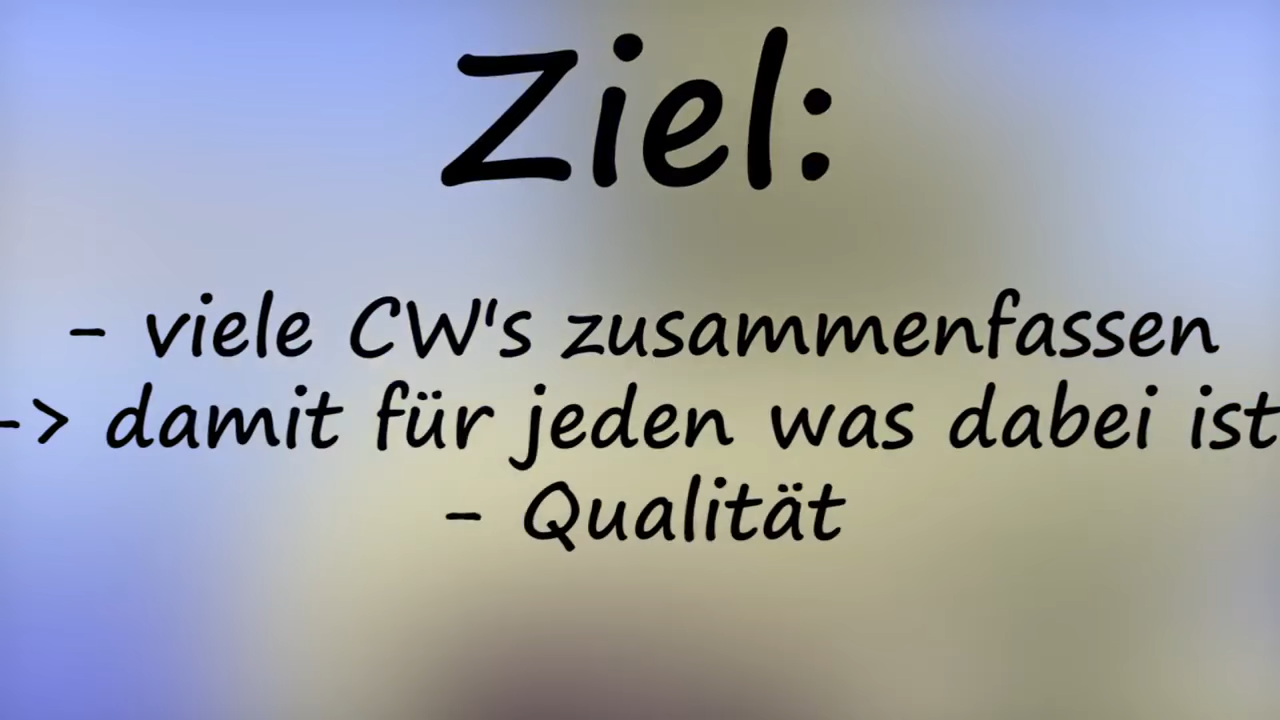 Ziel:
- viele CW's zusammenfassen
-> damit für jeden was dabei ist
- Qualität